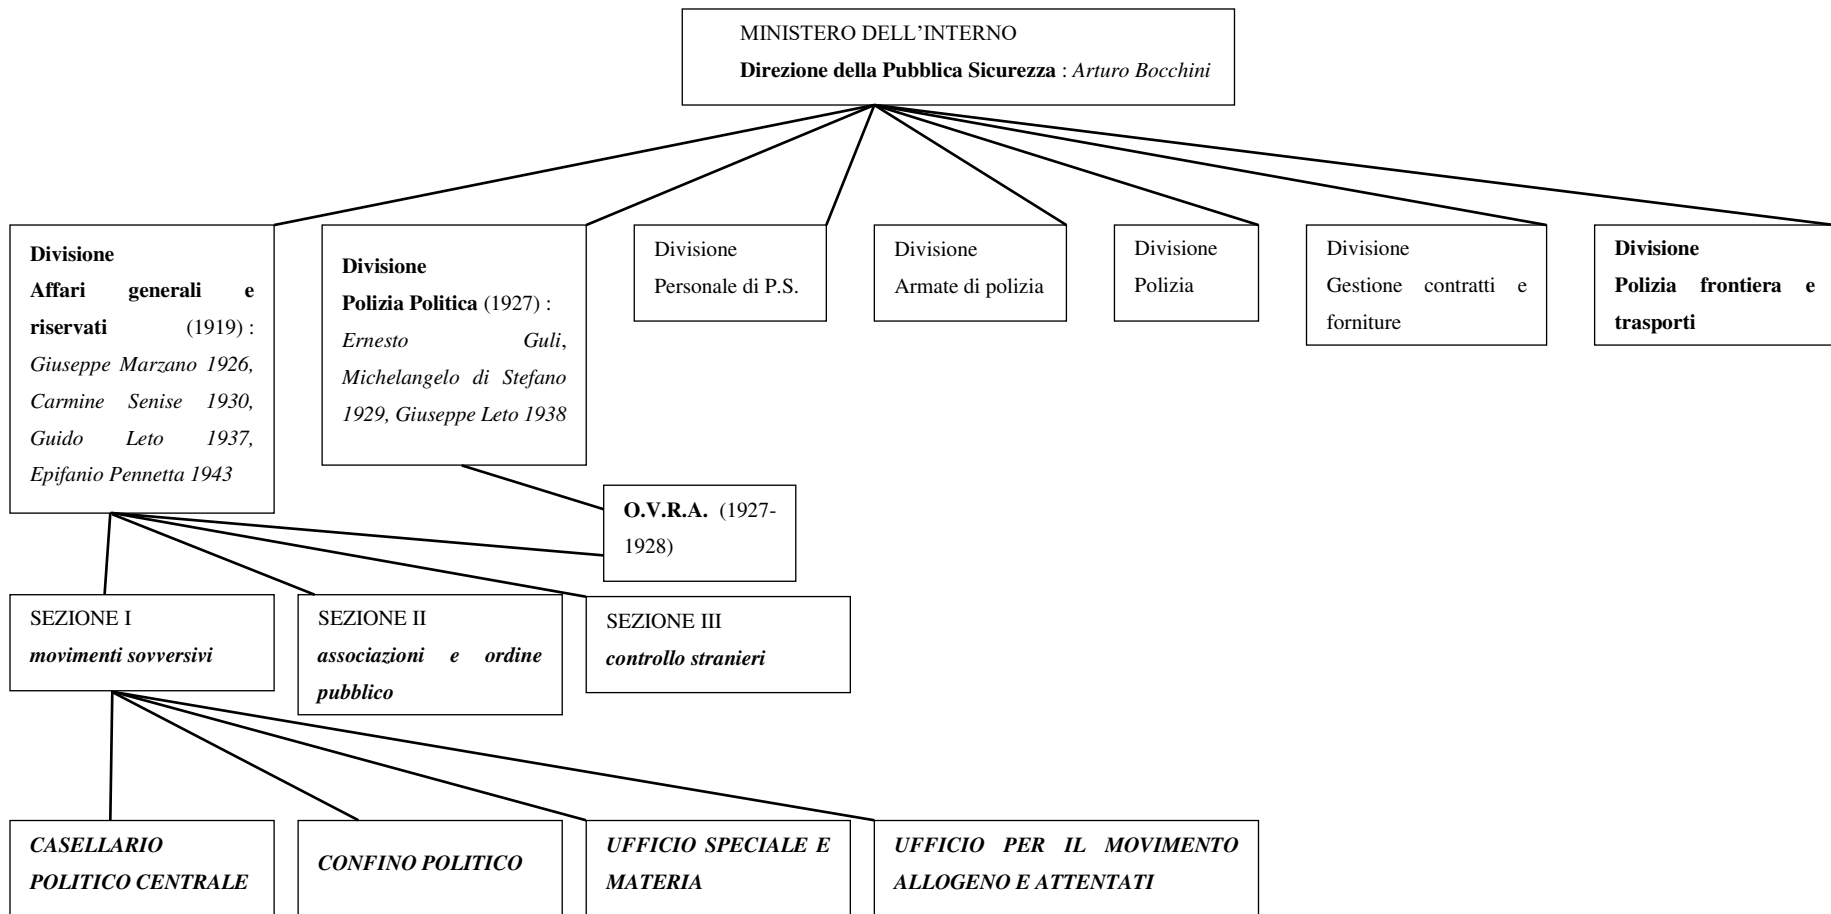 MINISTERO DELL’INTERNO
Direzione della Pubblica Sicurezza : Arturo Bocchini
Divisione
Affari generali e
riservati (1919) :
Giuseppe Marzano 1926,
Carmine Senise 1930,
Guido Leto 1937,
Epifanio Pennetta 1943
Divisione
Polizia Politica (1927) :
Ernesto Guli,
Michelangelo di Stefano
1929, Giuseppe Leto 1938
Divisione
Personale di P.S.
Divisione
Armate di polizia
Divisione
Polizia
Divisione
Gestione contratti e
forniture
Divisione
Polizia frontiera e
trasporti
O.V.R.A. (1927-
1928)
SEZIONE I
movimenti sovversivi
SEZIONE II
associazioni e ordine
pubblico
SEZIONE III
controllo stranieri
CASELLARIO
POLITICO CENTRALE
CONFINO POLITICO
UFFICIO SPECIALE E
MATERIA
UFFICIO PER IL MOVIMENTO
ALLOGENO E ATTENTATI